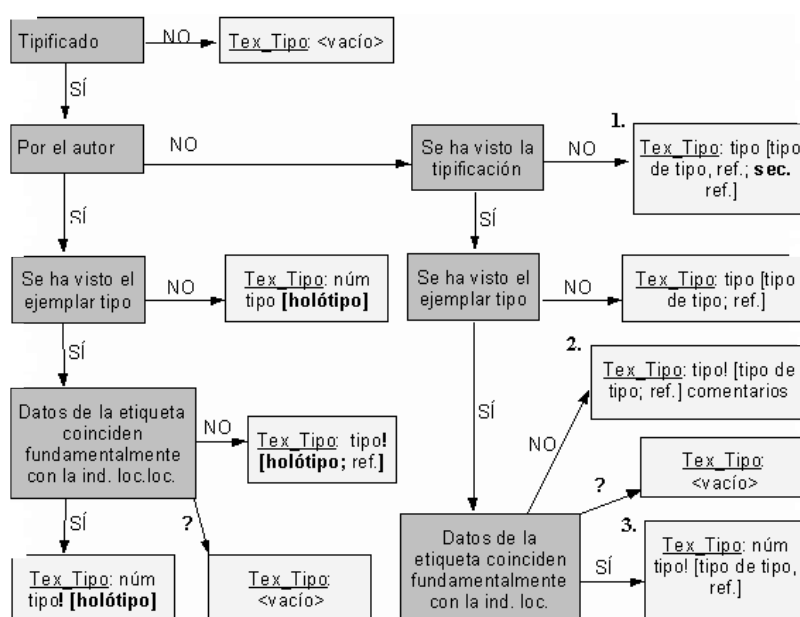 Tipificado
NO
Tex_Tipo: <vacío>
SÍ
1.
Por el autor
NO
Se ha visto la
tipificación
NO
Tex_Tipo: tipo [tipo
de tipo, ref.; sec.
ref.]
SÍ
SÍ
Se ha visto el
ejemplar tipo
NO
Tex_Tipo: núm
tipo [holótipo]
Se ha visto el
ejemplar tipo
NO
Tex_Tipo: tipo [tipo
de tipo; ref.]
SÍ
2.
Tex_Tipo: tipo! [tipo de
tipo; ref.] comentarios
SÍ
NO
Datos de la etiqueta
coinciden
fundamentalmente
con la ind. loc.loc.
NO
Tex_Tipo: tipo!
[holótipo; ref.]
?
Tex_Tipo:
<vacío>
SÍ
?
3.
Datos de la
etiqueta coinciden
fundamentalmente
con la ind. loc.
SÍ
Tex_Tipo: núm
tipo! [tipo de tipo,
ref.]
Tex_Tipo: núm
tipo! [holótipo]
Tex_Tipo:
<vacío>